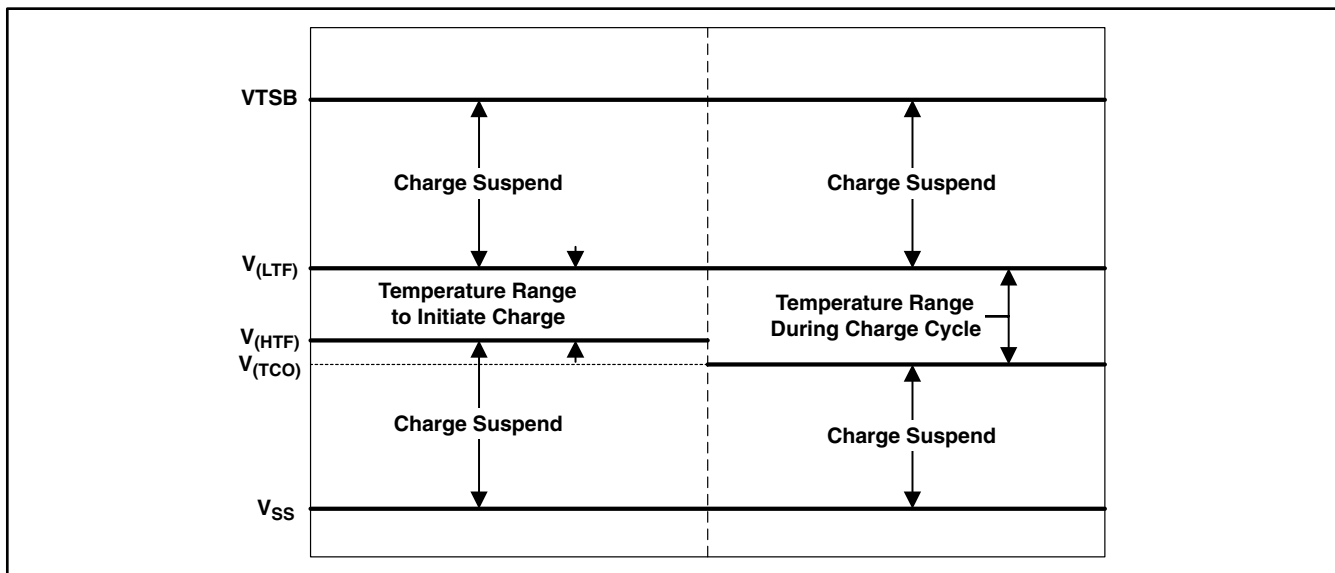 VTSB
Charge Suspend
Charge Suspend
V(LTF)
Temperature Range
to Initiate Charge
Temperature Range
During Charge Cycle
V(HTF)
V(TCO)
Charge Suspend
Charge Suspend
VSS